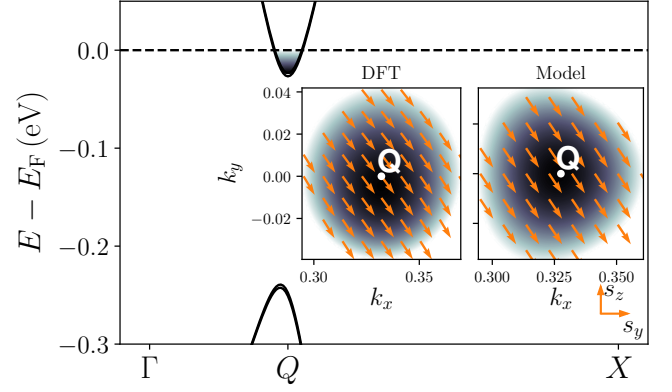 E − E_F (eV)
0.0
−0.1
−0.2
−0.3
Γ
Q
X
DFT
Model
0.04
0.02
0.00
−0.02
k_y
Q
Q
0.30
0.35
0.300
0.325
0.350
k_x
k_x
s_z
s_y